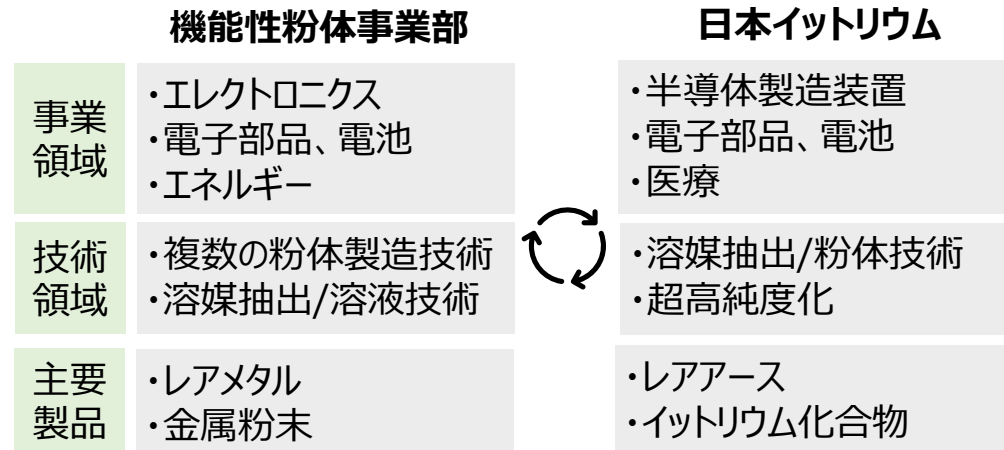 機能性粉体事業部
日本イットリウム
事業
領域
・エレクトロニクス
・電子部品、電池
・エネルギー
・半導体製造装置
・電子部品、電池
・医療
技術
領域
・複数の粉体製造技術
・溶媒抽出/溶液技術
・溶媒抽出/粉体技術
・超高純度化
主要
製品
・レアメタル
・金属粉末
・レアアース
・イットリウム化合物